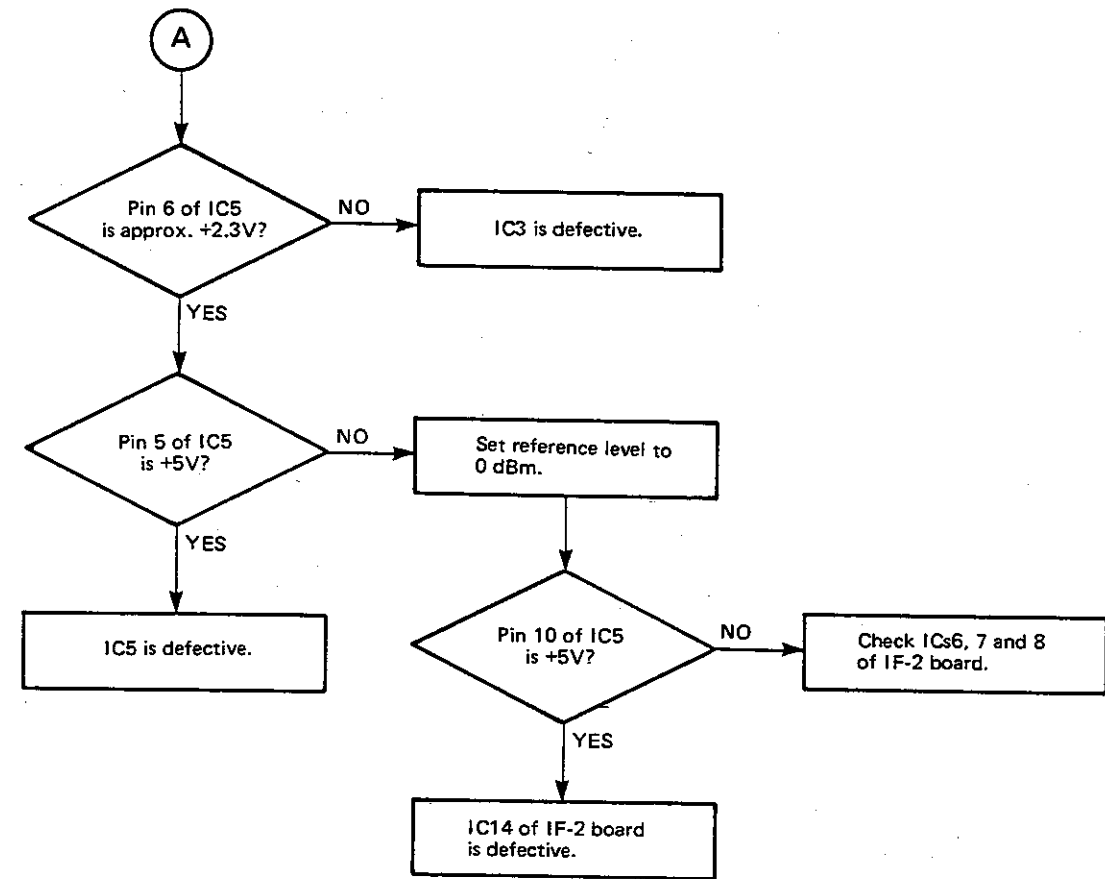 A
Pin 6 of IC5
is approx. +2.3V?
NO
IC3 is defective.
YES
Pin 5 of IC5
is +5V?
NO
Set reference level to
0 dBm.
YES
IC5 is defective.
Pin 10 of IC5
is +5V?
NO
Check ICs6, 7 and 8
of IF-2 board.
YES
IC14 of IF-2 board
is defective.